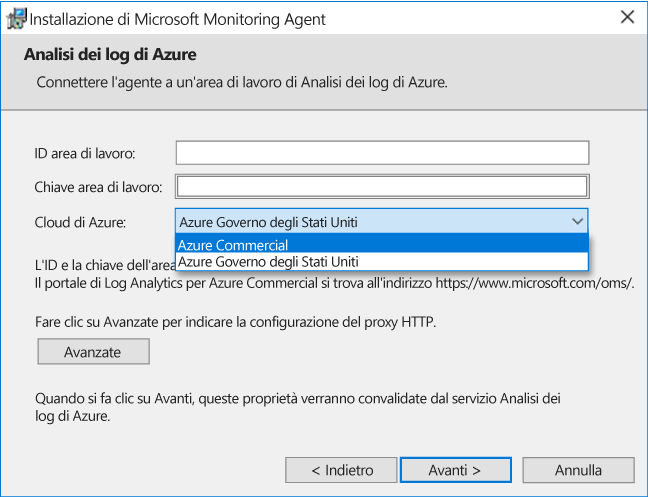 Installazione di Microsoft Monitoring Agent
Analisi dei log di Azure
Connettere l'agente a un'area di lavoro di Analisi dei log di Azure.
ID area di lavoro:
Chiave area di lavoro:
Cloud di Azure:
Azure Governo degli Stati Uniti
Azure Commercial
Azure Governo degli Stati Uniti
L'ID e la chiave dell'area
Il portale di Log Analytics per Azure Commercial si trova all'indirizzo https://www.microsoft.com/oms/.
Fare clic su Avanzate per indicare la configurazione del proxy HTTP.
Avanzate
Quando si fa clic su Avanti, queste proprietà verranno convalidate dal servizio Analisi dei
log di Azure.
< Indietro
Avanti >
Annulla